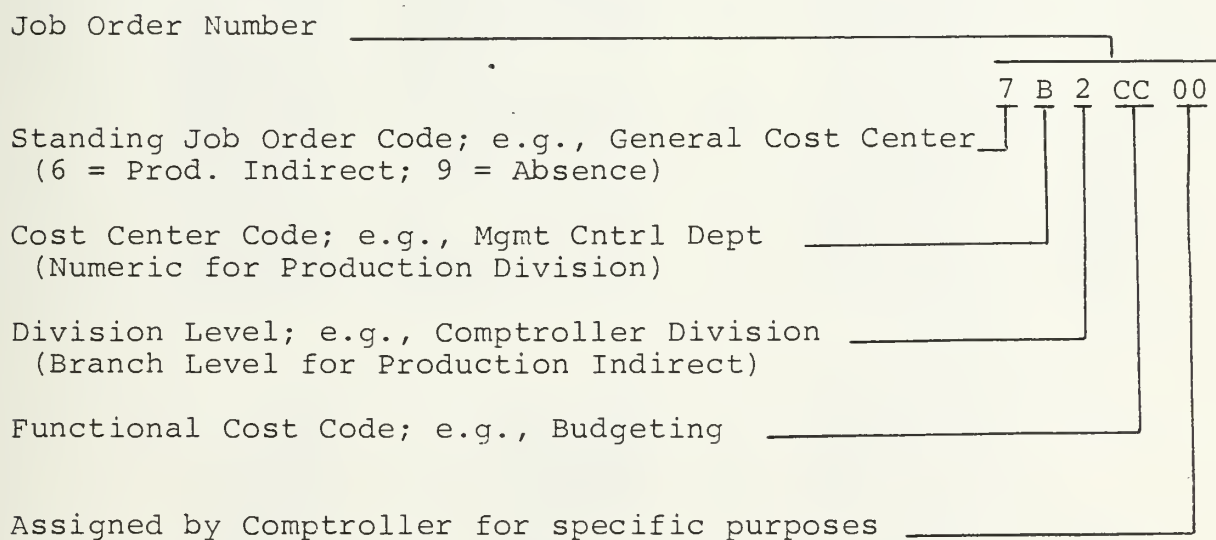 Job Order Number
7 B 2 CC 00
Standing Job Order Code; e.g., General Cost Center
(6 = Prod. Indirect; 9 = Absence)
Cost Center Code; e.g., Mgmt Cntrl Dept
(Numeric for Production Division)
Division Level; e.g., Comptroller Division
(Branch Level for Production Indirect)
Functional Cost Code; e.g., Budgeting
Assigned by Comptroller for specific purposes